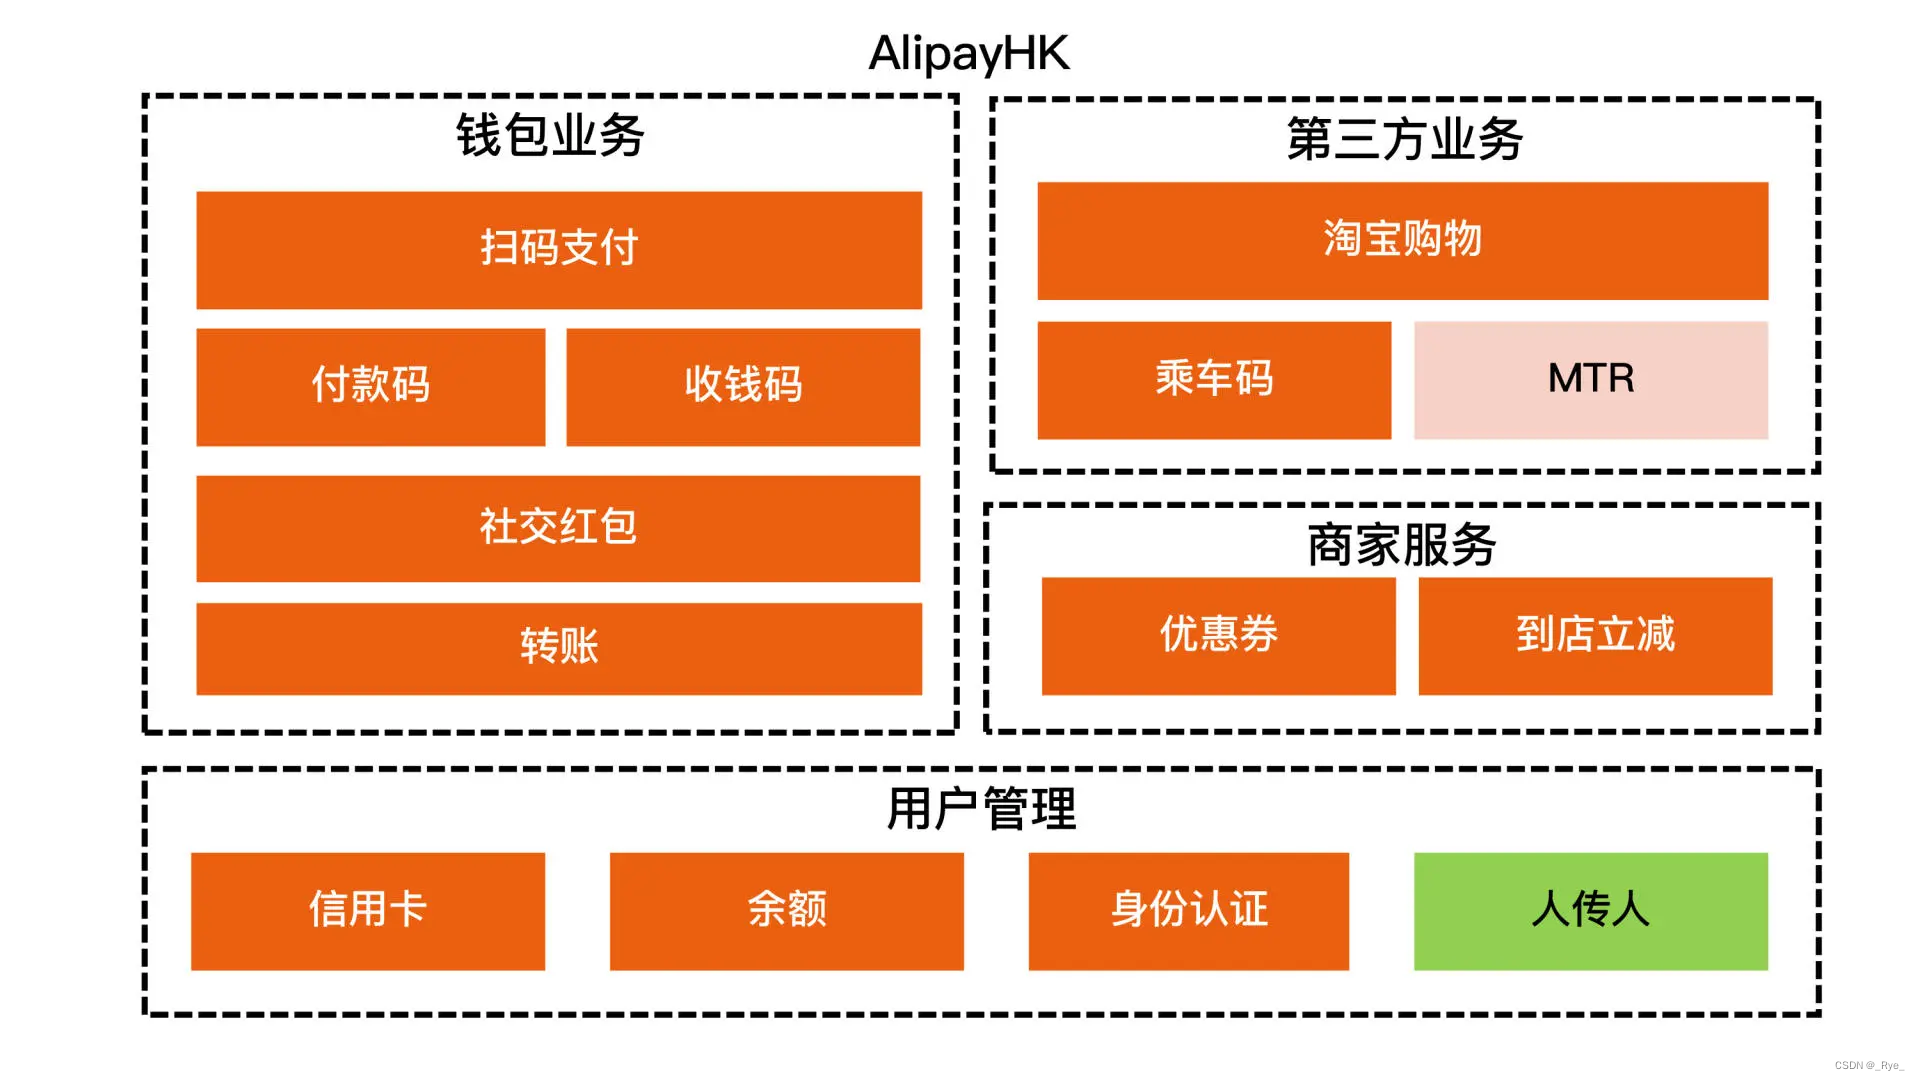 AlipayHK
钱包业务
扫码支付
付款码
收钱码
社交红包
转账
第三方业务
淘宝购物
乘车码
MTR
商家服务
优惠券
到店立减
用户管理
信用卡
余额
身份认证
人传人
CSDN @_Rye_